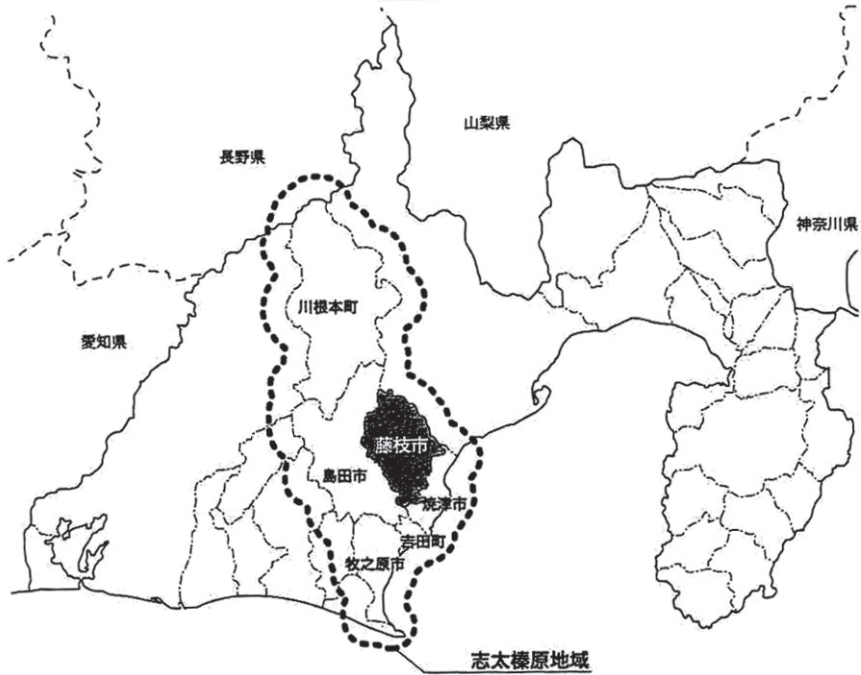 山梨県
長野県
神奈川県
川根本町
愛知県
藤枝市
島田市
焼津市
吉田町
牧之原市
志太榛原地域